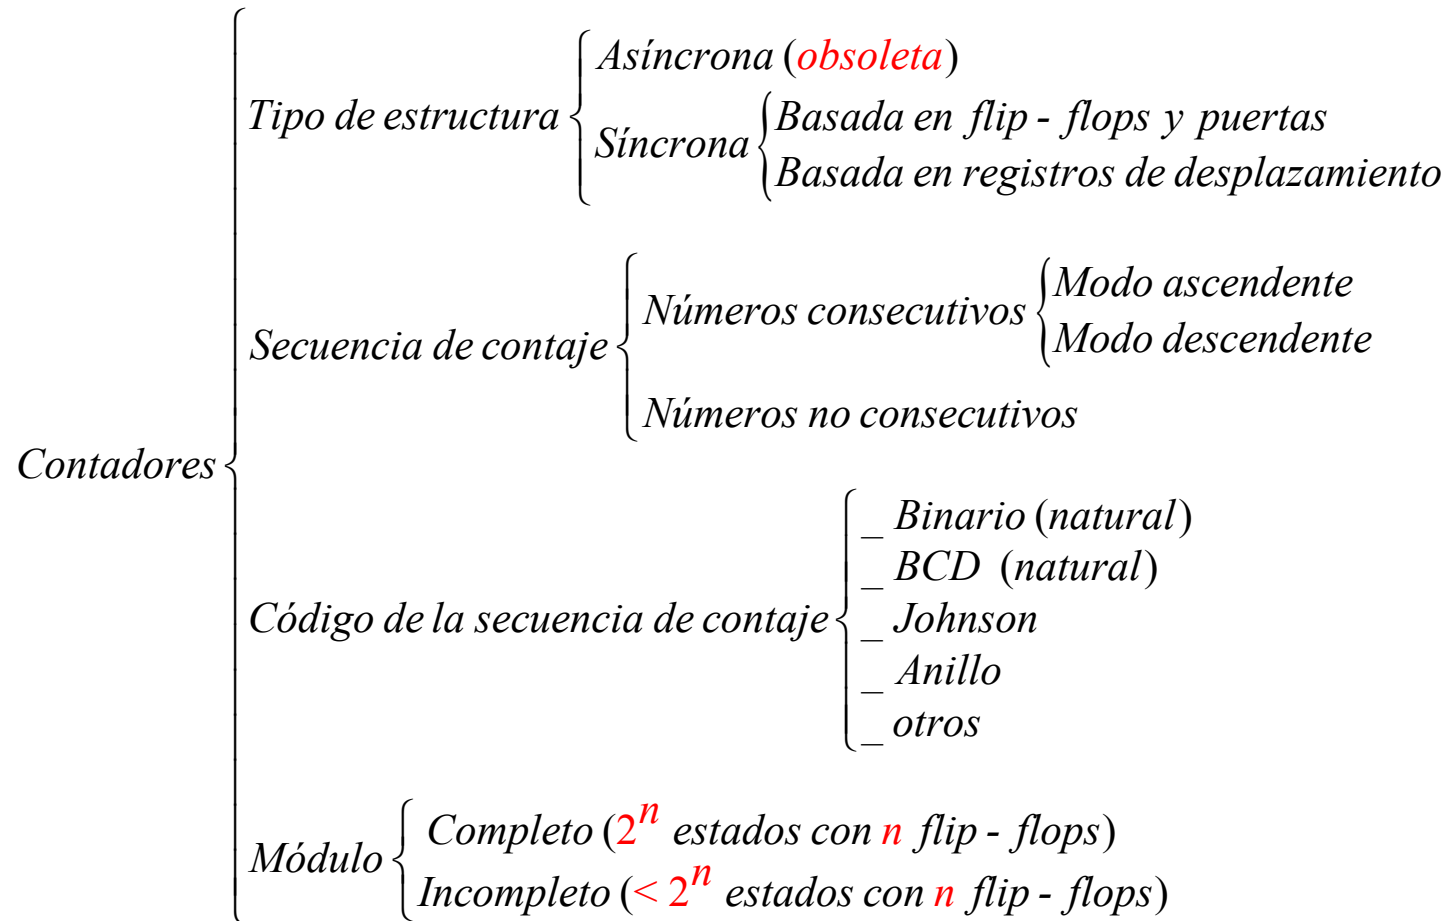 Asíncrona (obsoleta)
Tipo de estructura
Síncrona
Basada en flip - flops y puertas
Basada en registros de desplazamiento
Números consecutivos
Modo ascendente
Modo descendente
Secuencia de contaje
Números no consecutivos
Contadores
_ Binario (natural)
_ BCD (natural)
Código de la secuencia de contaje
_ Johnson
_ Anillo
_ otros
Módulo
Completo (2^n estados con n flip - flops)
Incompleto (< 2^n estados con n flip - flops)